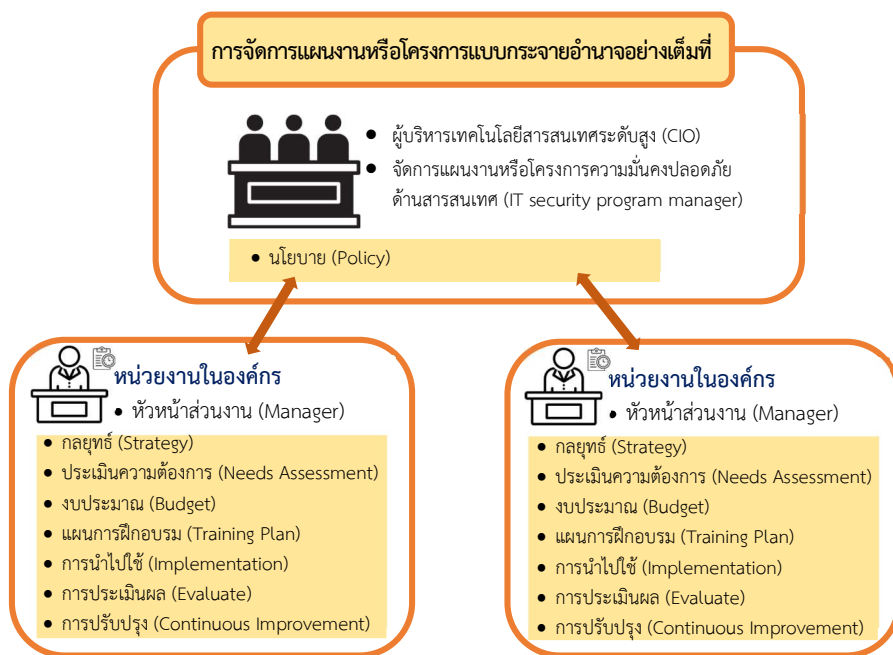 การจัดการแผนงานหรือโครงการแบบกระจายอำนาจอย่างเต็มที่
• ผู้บริหารเทคโนโลยีสารสนเทศระดับสูง (CIO)
• จัดการแผนงานหรือโครงการความมั่นคงปลอดภัย
ด้านสารสนเทศ (IT security program manager)
• นโยบาย (Policy)
หน่วยงานในองค์กร
• หัวหน้าส่วนงาน (Manager)
• กลยุทธ์ (Strategy)
• ประเมินความต้องการ (Needs Assessment)
• งบประมาณ (Budget)
• แผนการฝึกอบรม (Training Plan)
• การนำไปใช้ (Implementation)
• การประเมินผล (Evaluate)
• การปรับปรุง (Continuous Improvement)
หน่วยงานในองค์กร
• หัวหน้าส่วนงาน (Manager)
• กลยุทธ์ (Strategy)
• ประเมินความต้องการ (Needs Assessment)
• งบประมาณ (Budget)
• แผนการฝึกอบรม (Training Plan)
• การนำไปใช้ (Implementation)
• การประเมินผล (Evaluate)
• การปรับปรุง (Continuous Improvement)